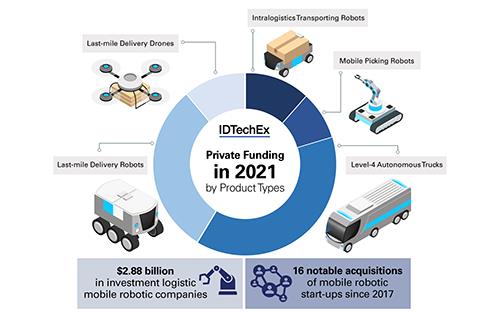 Intralogistics Transporting Robots
Last-mile Delivery Drones
Mobile Picking Robots
IDTechEx
Private Funding
in 2021
by Product Types
Last-mile Delivery Robots
Level-4 Autonomous Trucks
$2.88 billion
in investment logistic
mobile robotic companies
16 notable acquisitions
of mobile robotic
start-ups since 2017